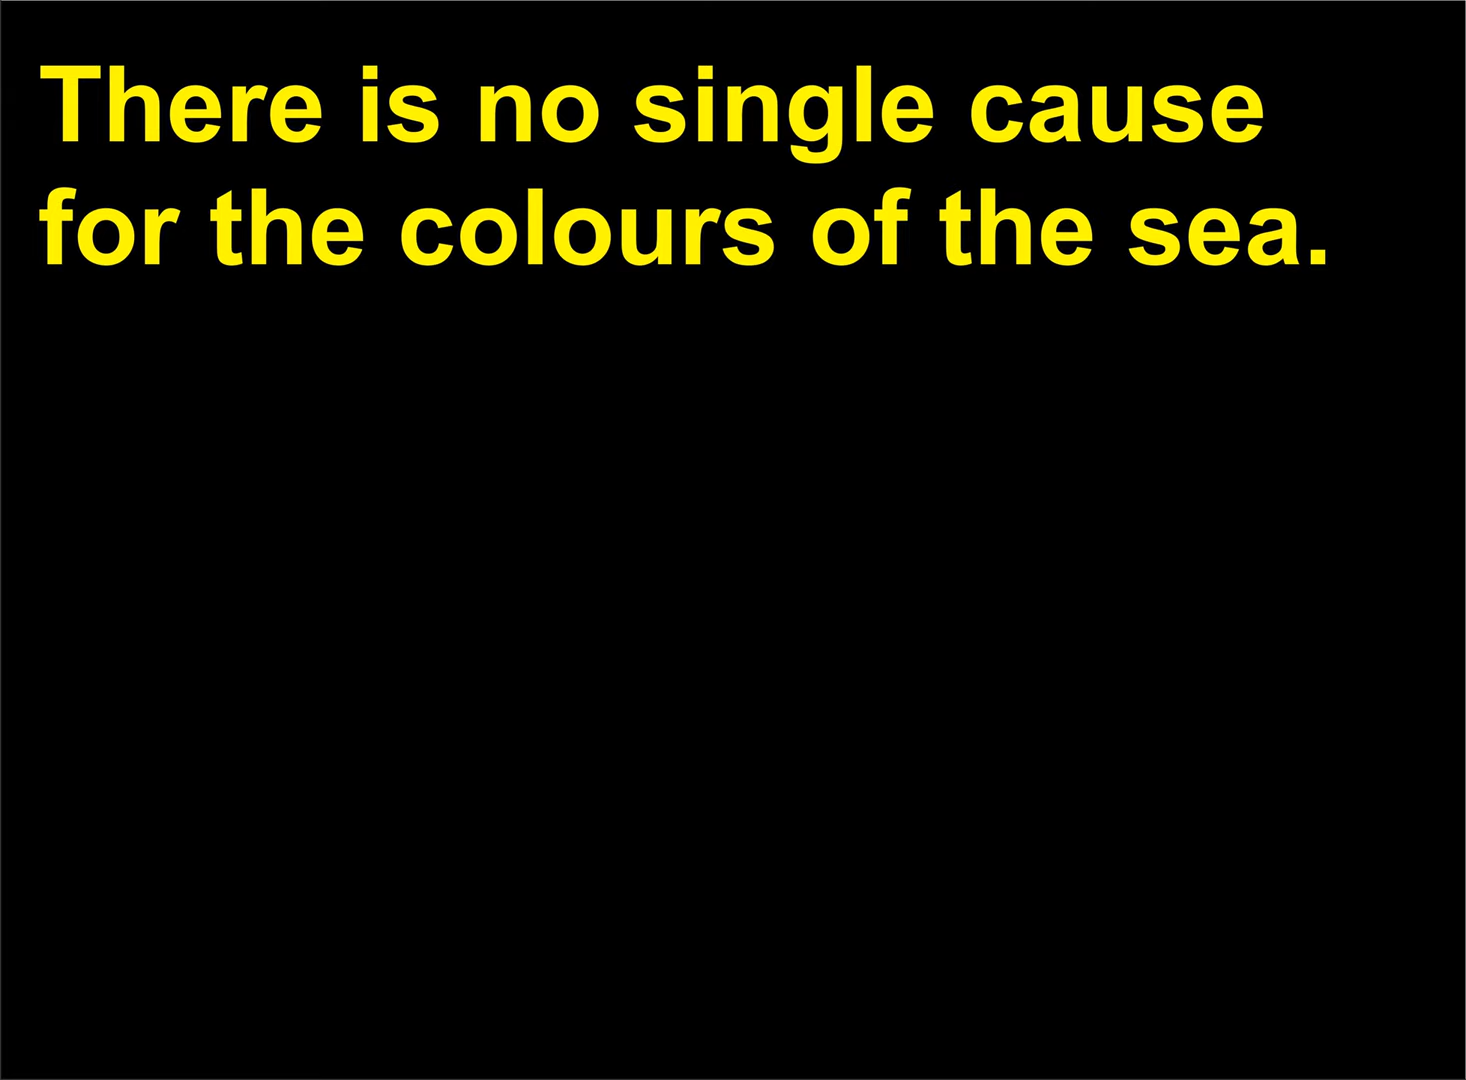 There is no single cause
for the colours of the sea.